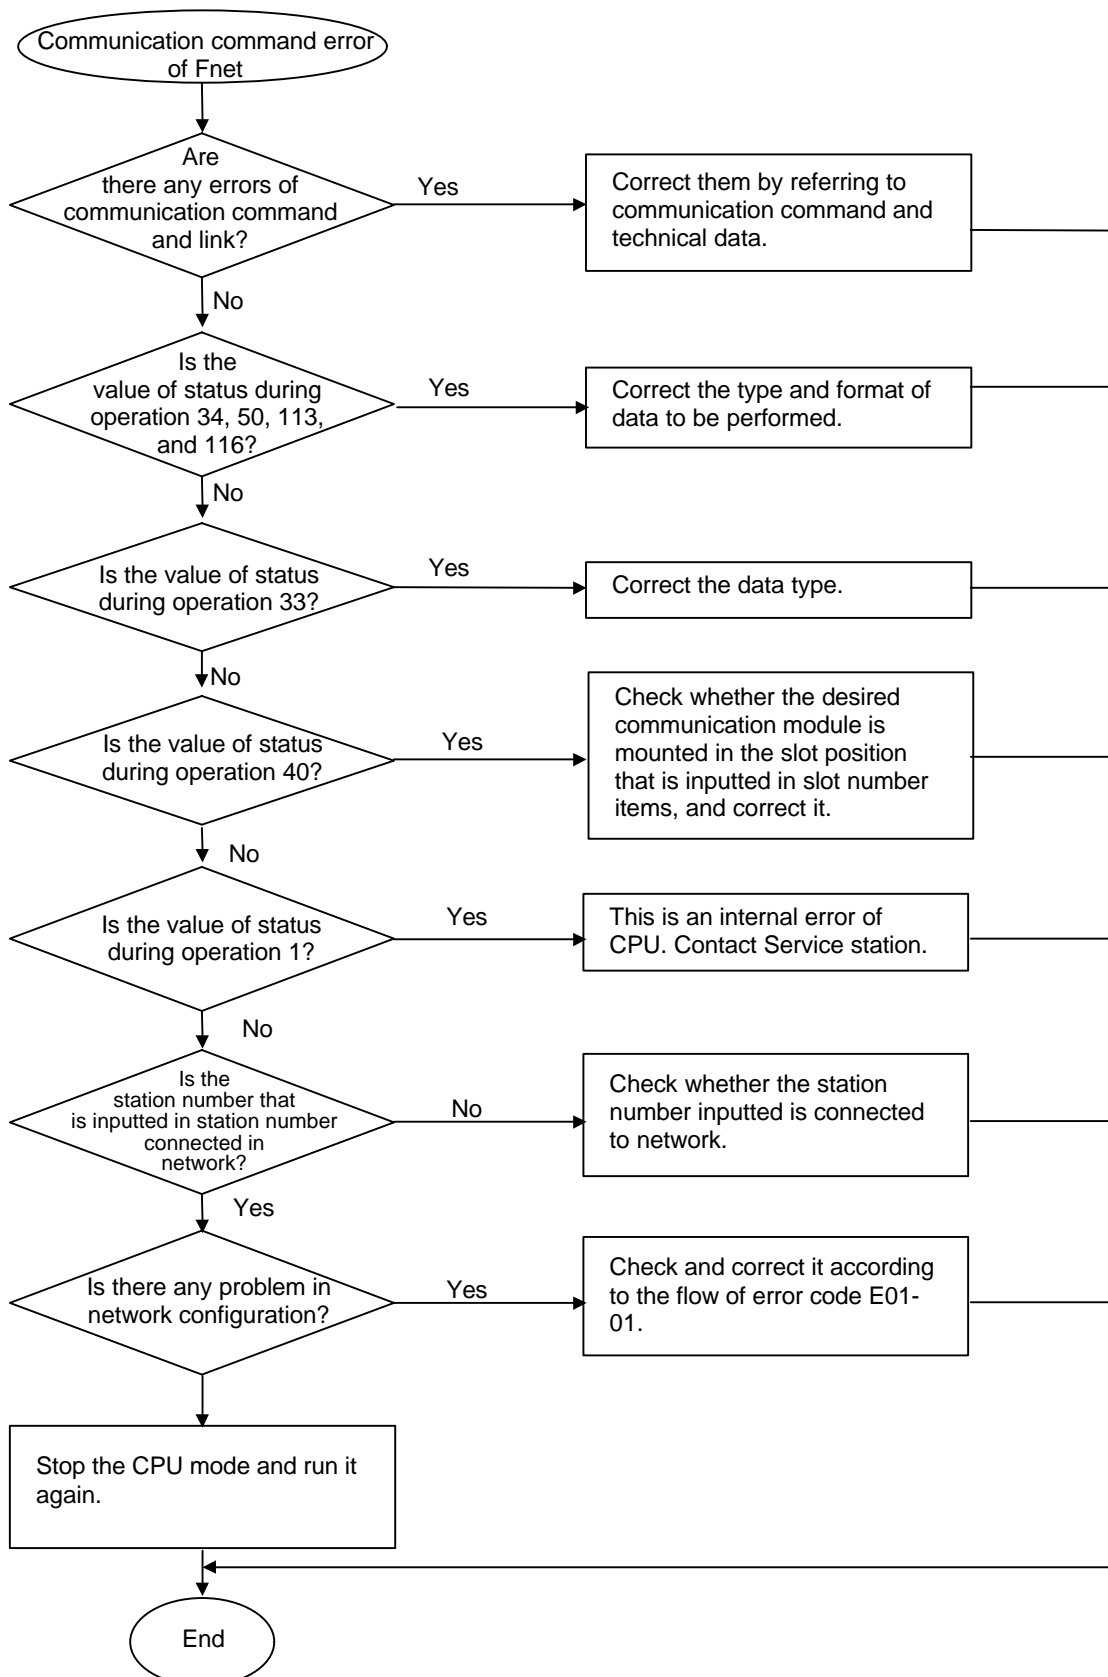 Communication command error
of Fnet
Are
there any errors of
communication command
and link?
Yes
Correct them by referring to
communication command and
technical data.
No
Is the
value of status during
operation 34, 50, 113,
and 116?
Yes
Correct the type and format of
data to be performed.
No
Is the value of status
during operation 33?
Yes
Correct the data type.
No
Is the value of status
during operation 40?
Yes
Check whether the desired
communication module is
mounted in the slot position
that is inputted in slot number
items, and correct it.
No
Is the value of status
during operation 1?
Yes
This is an internal error of
CPU. Contact Service station.
No
Is the
station number that
is inputted in station number
connected in
network?
No
Check whether the station
number inputted is connected
to network.
Yes
Is there any problem in
network configuration?
Yes
Check and correct it according
to the flow of error code E01-
01.
Stop the CPU mode and run it
again.
End